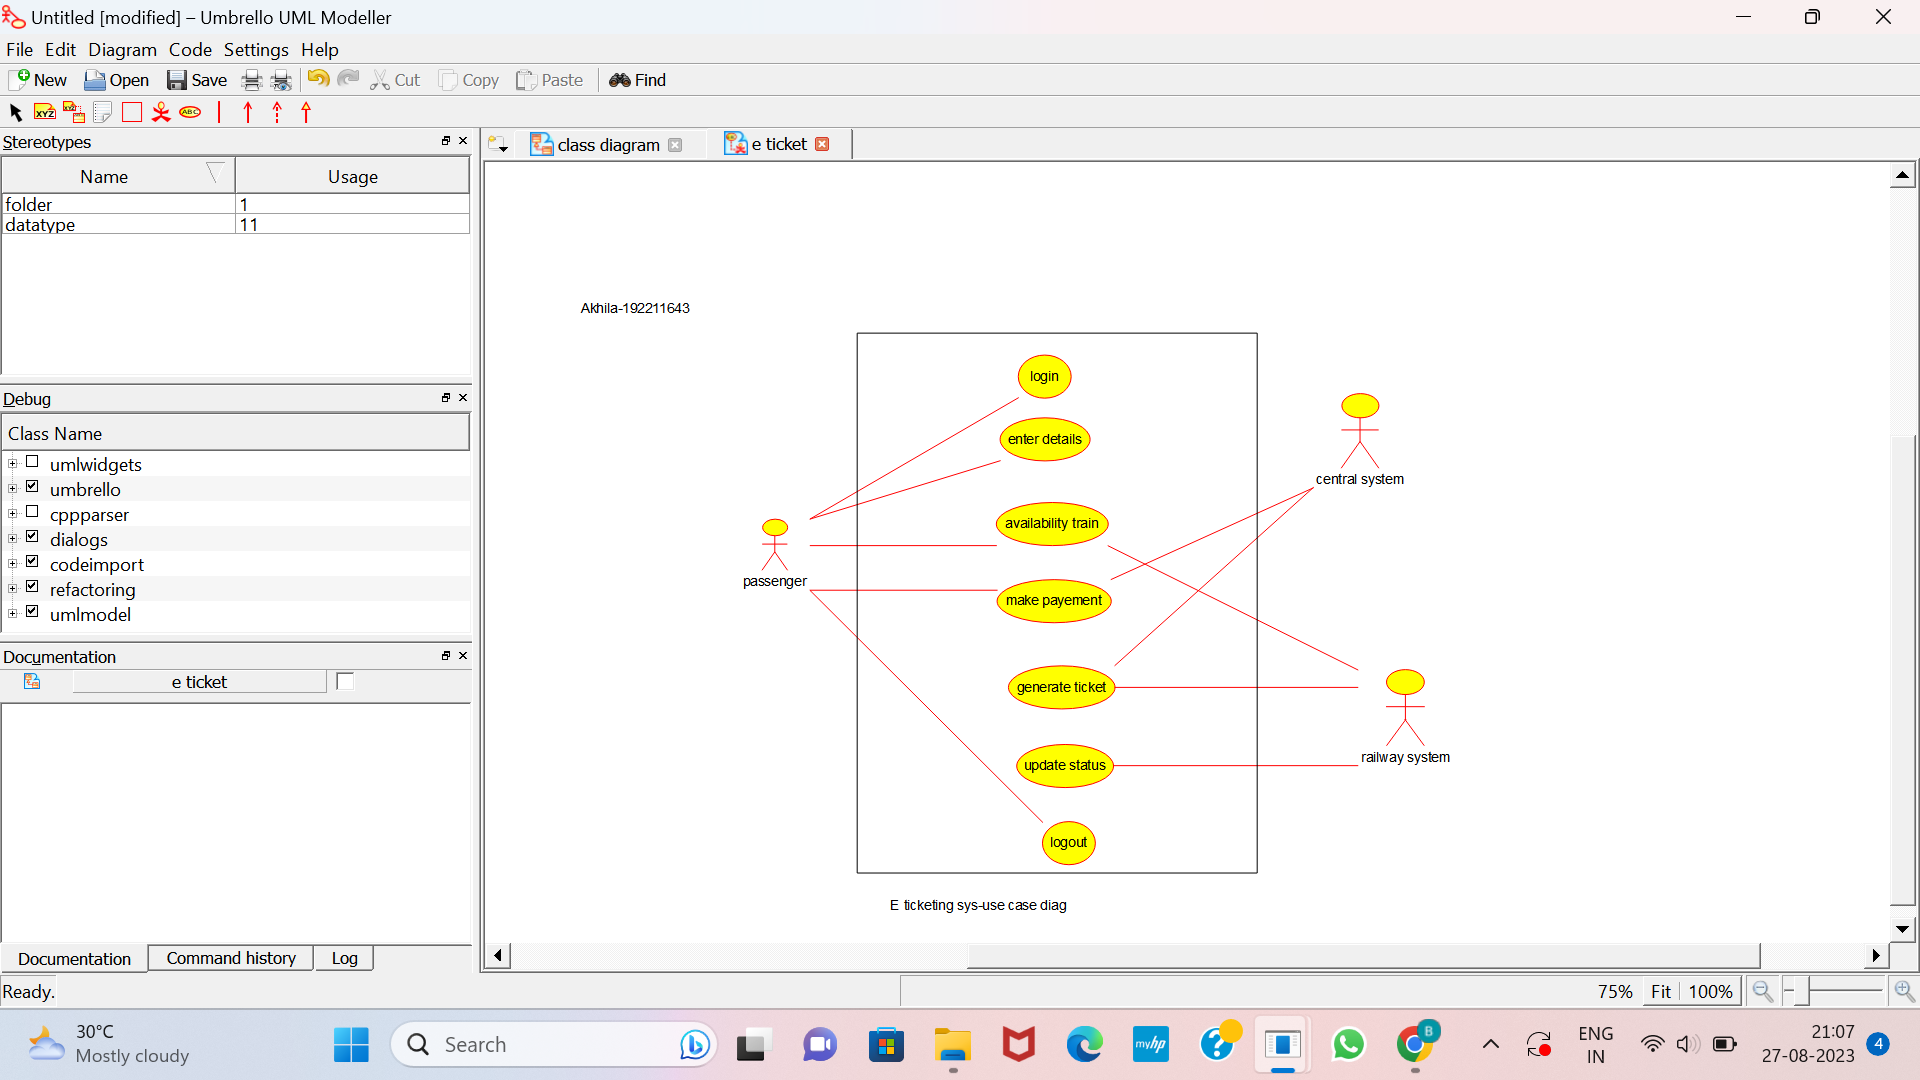 Untitled [modified] – Umbrello UML Modeller
File Edit Diagram Code Settings Help
New Open Save Cut Copy Paste Find
XYZ XYZ ABC
Stereotypes
Name Usage
folder 1
datatype 11
Debug
Class Name
umlwidgets
umbrello
cppparser
dialogs
codeimport
refactoring
umlmodel
Documentation
e ticket
Documentation Command history Log
class diagram e ticket
Akhila-192211643
login
enter details
central system
availability train
passenger
make payement
generate ticket
railway system
update status
logout
E ticketing sys-use case diag
Ready.
75% Fit 100%
30°C
Mostly cloudy
Search
myhp
B
ENG
IN
21:07
27-08-2023
4